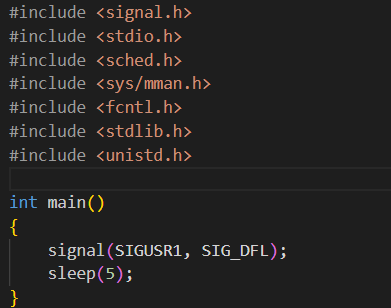 #include <signal.h>
#include <stdio.h>
#include <sched.h>
#include <sys/mman.h>
#include <fcntl.h>
#include <stdlib.h>
#include <unistd.h>

int main()
{
    signal(SIGUSR1, SIG_DFL);
    sleep(5);
}